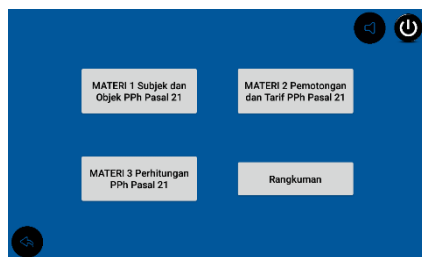 MATERI 1 Subjek dan
Objek PPh Pasal 21
MATERI 2 Pemotongan
dan Tarif PPh Pasal 21
MATERI 3 Perhitungan
PPh Pasal 21
Rangkuman